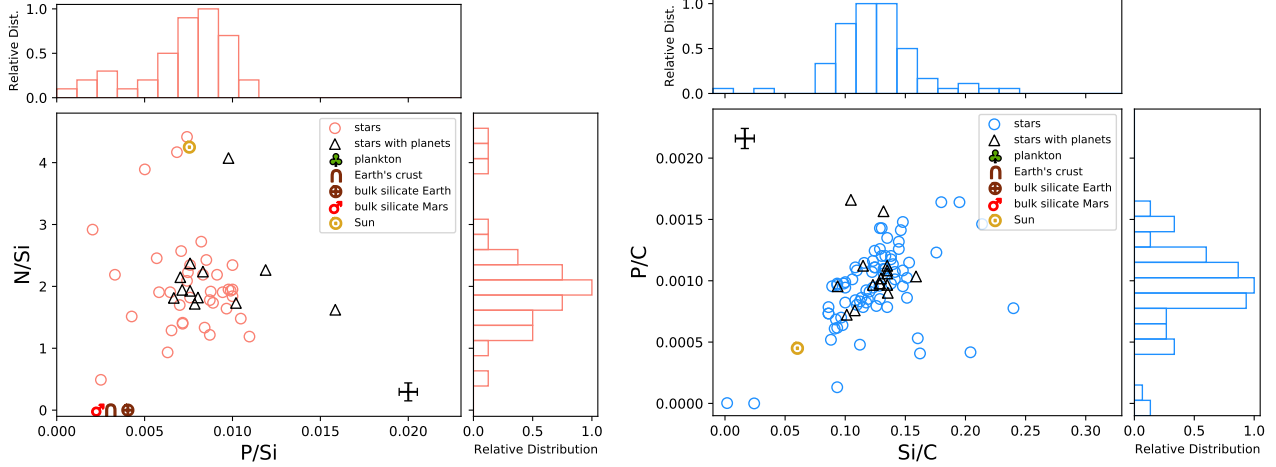 Relative Dist.
1.0
0.5
0.0
stars
stars with planets
plankton
Earth's crust
bulk silicate Earth
bulk silicate Mars
Sun
N/Si
4
3
2
1
0
0.000
0.005
0.010
0.015
0.020
P/Si
0.0
1.0
Relative Distribution
Relative Dist.
1.0
0.5
0.0
stars
stars with planets
plankton
Earth's crust
bulk silicate Earth
bulk silicate Mars
Sun
P/C
0.0020
0.0015
0.0010
0.0005
0.0000
0.00
0.05
0.10
0.15
0.20
0.25
0.30
Si/C
0.0
1.0
Relative Distribution